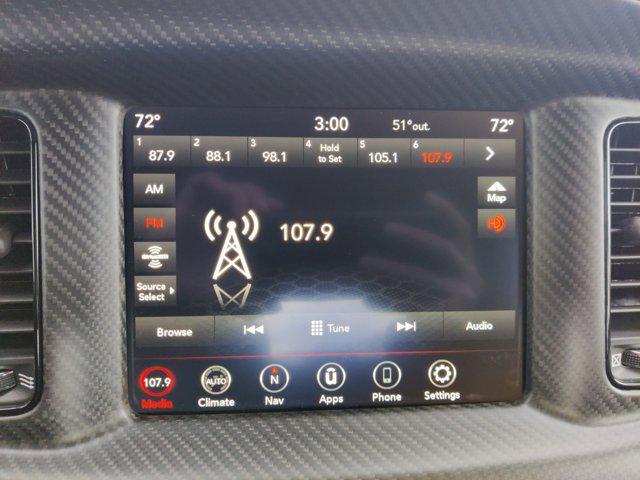 72° 3:00 51°out. 72°
1 87.9 2 88.1 3 98.1 4 Hold to Set 5 105.1 6 107.9
AM
Map
FM
HD
107.9
SiriusXM
Source
Select
Browse Tune Audio
107.9 AUTO N u
Media Climate Nav Apps Phone Settings